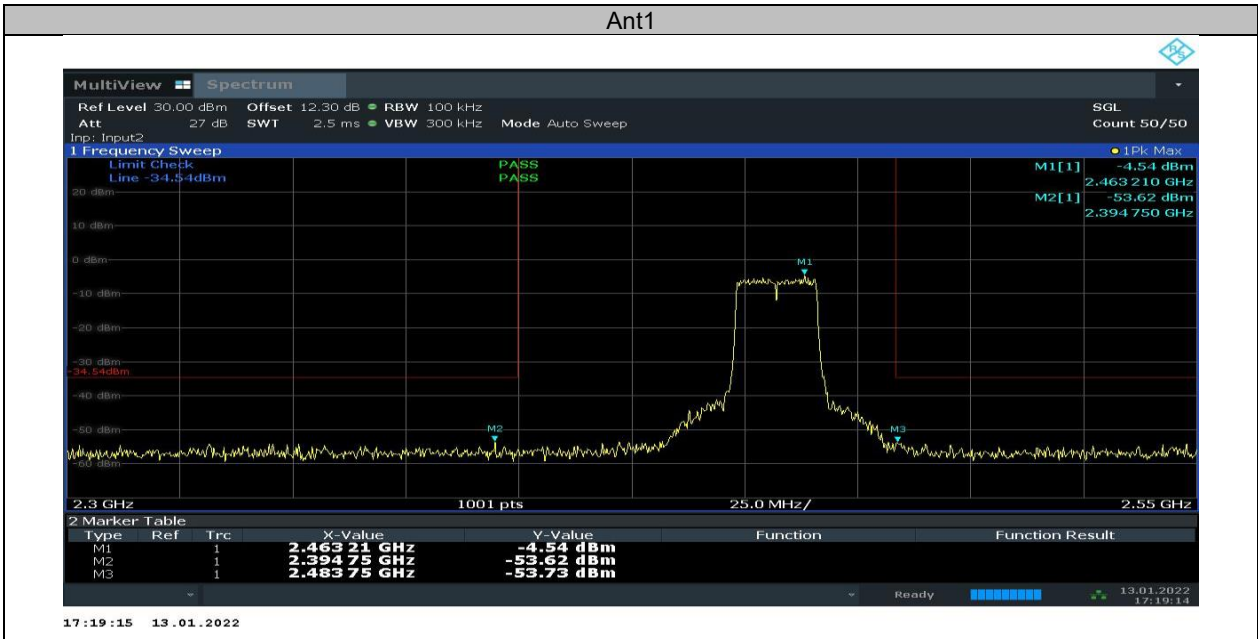 Ant1
R&S
MultiView Spectrum
Ref Level 30.00 dBm Offset 12.30 dB RBW 100 kHz SGL
Att 27 dB SWT 2.5 ms VBW 300 kHz Mode Auto Sweep Count 50/50
Inp: Input2
1 Frequency Sweep 1Pk Max
Limit Check PASS M1[1] -4.54 dBm
Line -34.54dBm PASS 2.463 210 GHz
20 dBm M2[1] -53.62 dBm
2.394 750 GHz
10 dBm
0 dBm
M1
-10 dBm
-20 dBm
-30 dBm
-34.54dBm
-40 dBm
-50 dBm
M2 M3
-60 dBm
2.3 GHz 1001 pts 25.0 MHz/ 2.55 GHz
2 Marker Table
Type Ref Trc X-Value Y-Value Function Function Result
M1 1 2.463 21 GHz -4.54 dBm
M2 1 2.394 75 GHz -53.62 dBm
M3 1 2.483 75 GHz -53.73 dBm
Ready 13.01.2022
17:19:14
17:19:15 13.01.2022